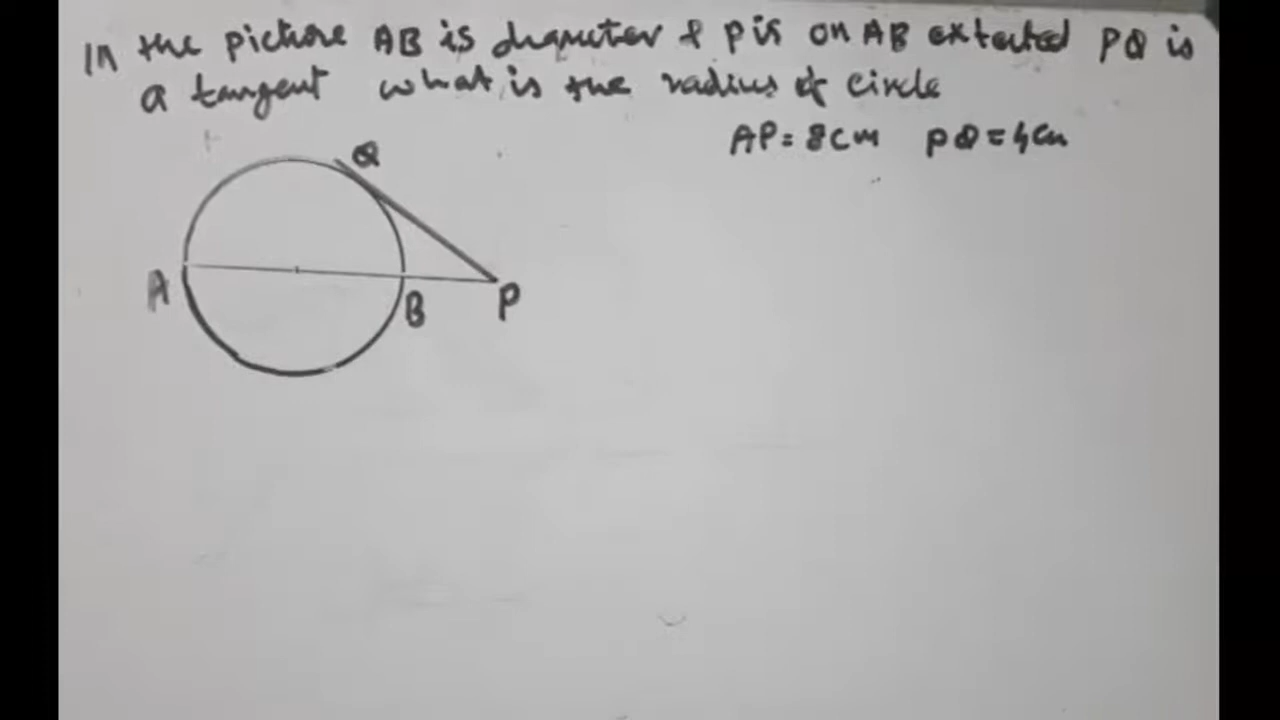 In the picture AB is diameter & P is on AB extented PQ is
a tangent what is the radius of circle
AP = 8cm PQ = 4cm
Q
A
B
P